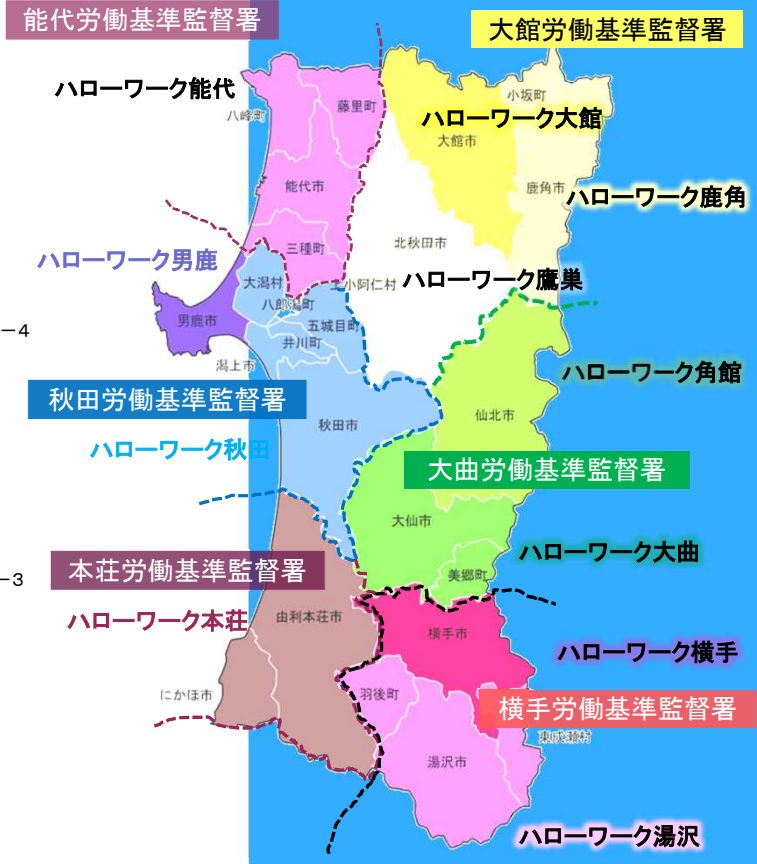 能代労働基準監督署
大館労働基準監督署
ハローワーク能代
八峰町
藤里町
小坂町
ハローワーク大館
大館市
能代市
鹿角市
ハローワーク鹿角
三種町
北秋田市
ハローワーク男鹿
大潟村
上小阿仁村
ハローワーク鷹巣
八郎潟町
男鹿市
五城目町
－4
井川町
潟上市
ハローワーク角館
秋田労働基準監督署
仙北市
秋田市
ハローワーク秋田
大曲労働基準監督署
大仙市
ハローワーク大曲
本荘労働基準監督署
美郷町
－3
ハローワーク本荘
由利本荘市
横手市
ハローワーク横手
にかほ市
羽後町
横手労働基準監督署
東成瀬村
湯沢市
ハローワーク湯沢